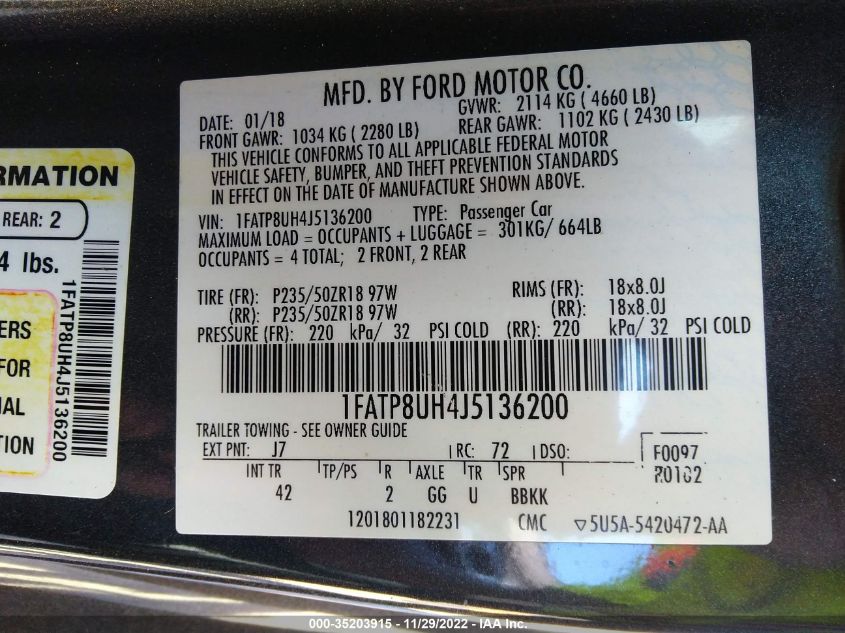 MFD. BY FORD MOTOR CO.
DATE: 01/18 GVWR: 2114 KG ( 4660 LB)
FRONT GAWR: 1034 KG ( 2280 LB) REAR GAWR: 1102 KG ( 2430 LB)
THIS VEHICLE CONFORMS TO ALL APPLICABLE FEDERAL MOTOR
VEHICLE SAFETY, BUMPER, AND THEFT PREVENTION STANDARDS
IN EFFECT ON THE DATE OF MANUFACTURE SHOWN ABOVE.
VIN: 1FATP8UH4J5136200 TYPE: Passenger Car
MAXIMUM LOAD = OCCUPANTS + LUGGAGE = 301KG/ 664LB
OCCUPANTS = 4 TOTAL; 2 FRONT, 2 REAR
TIRE (FR): P235/50ZR18 97W RIMS (FR): 18x8.0J
(RR): P235/50ZR18 97W (RR): 18x8.0J
PRESSURE (FR): 220 kPa/ 32 PSI COLD (RR): 220 kPa/ 32 PSI COLD
1FATP8UH4J5136200
TRAILER TOWING - SEE OWNER GUIDE
EXT PNT: J7 RC: 72 DSO: F0097
R0102
INT TR TP/PS R AXLE TR SPR
42 2 GG U BBKK
1201801182231 CMC ▽5U5A-5420472-AA
RMATION
REAR: 2
4 lbs.
ERS
FOR
NAL
TION
1FATP8UH4J5136200
000-35203915 - 11/29/2022 - IAA Inc.